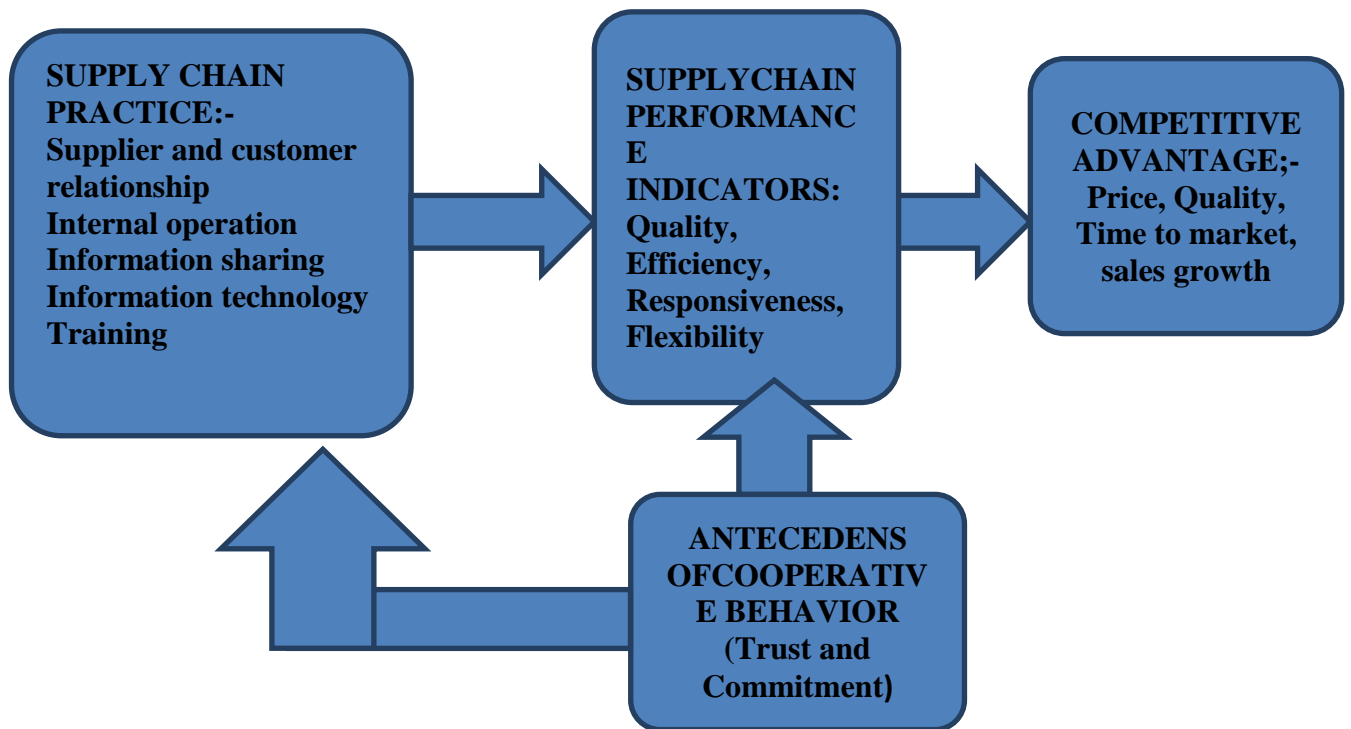 SUPPLY CHAIN
PRACTICE:-
Supplier and customer
relationship
Internal operation
Information sharing
Information technology
Training
SUPPLYCHAIN
PERFORMANC
E
INDICATORS:
Quality,
Efficiency,
Responsiveness,
Flexibility
COMPETITIVE
ADVANTAGE;-
Price, Quality,
Time to market,
sales growth
ANTECEDENS
OFCOOPERATIV
E BEHAVIOR
(Trust and
Commitment)